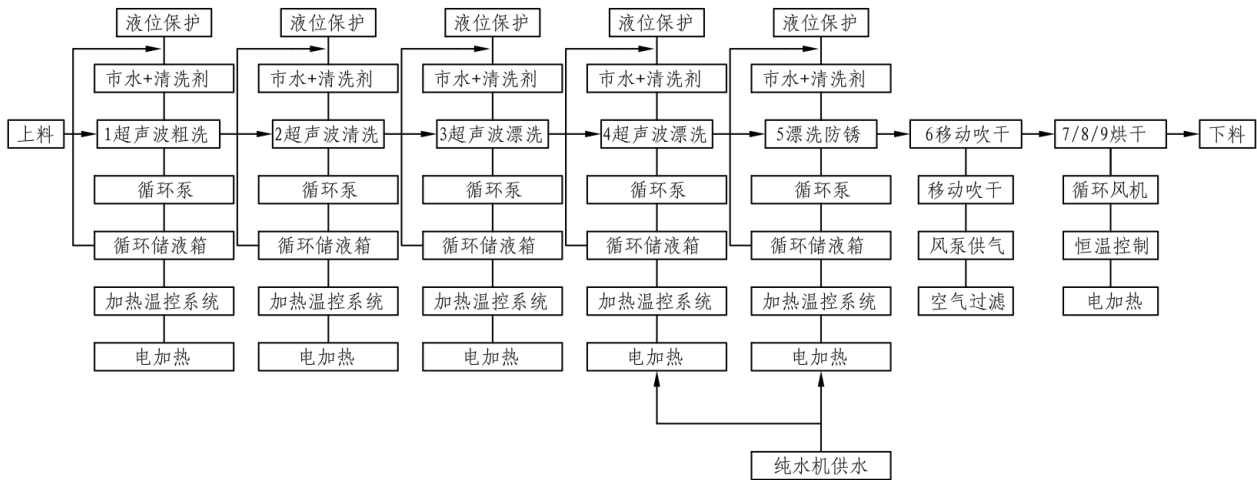 液位保护
液位保护
液位保护
液位保护
液位保护
市水+清洗剂
市水+清洗剂
市水+清洗剂
市水+清洗剂
市水+清洗剂
上料
1超声波粗洗
2超声波清洗
3超声波漂洗
4超声波漂洗
5漂洗防锈
6移动吹干
7/8/9烘干
下料
循环泵
循环泵
循环泵
循环泵
循环泵
移动吹干
循环风机
循环储液箱
循环储液箱
循环储液箱
循环储液箱
循环储液箱
风泵供气
恒温控制
加热温控系统
加热温控系统
加热温控系统
加热温控系统
加热温控系统
空气过滤
电加热
电加热
电加热
电加热
电加热
电加热
纯水机供水